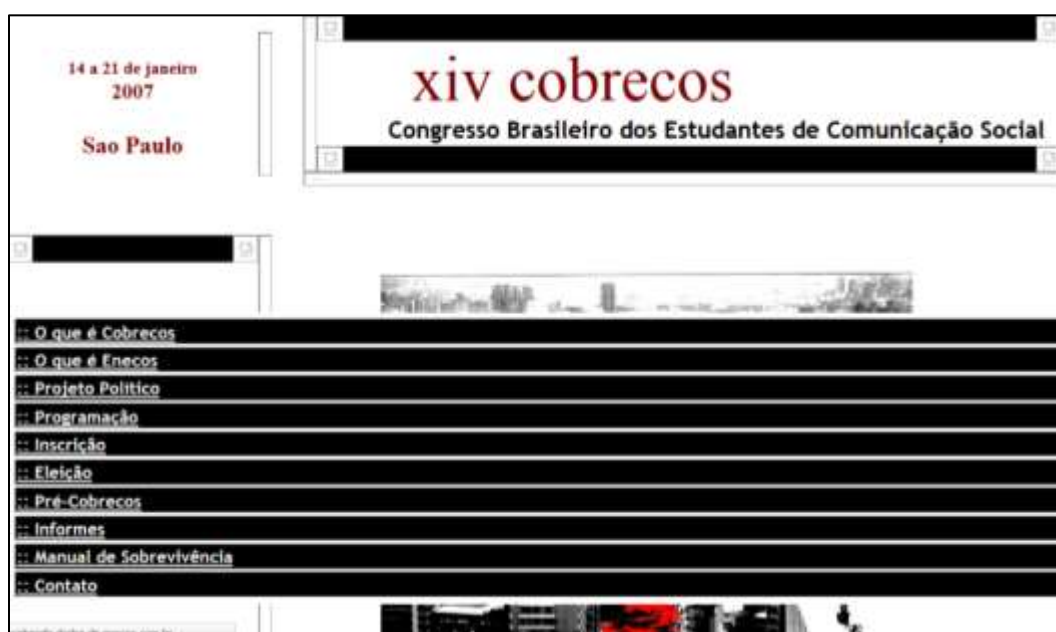 14 a 21 de janeiro
2007
Sao Paulo
xiv cobrecos
Congresso Brasileiro dos Estudantes de Comunicação Social
:: O que é Cobrecos
:: O que é Enecos
:: Projeto Político
:: Programação
:: Inscrição
:: Eleição
:: Pré-Cobrecos
:: Informes
:: Manual de Sobrevivência
:: Contato